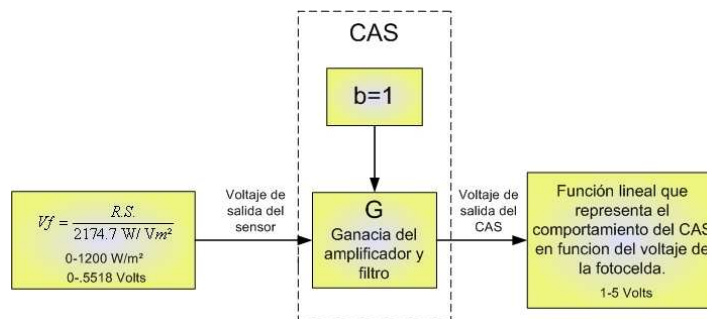 CAS
b=1
Vf = R.S. / 2174.7 W/Vm²
0-1200 W/m²
0-.5518 Volts
Voltaje de
salida del
sensor
G
Ganacia del
amplificador y
filtro
Voltaje de
salida del
CAS
Función lineal que
representa el
comportamiento del CAS
en funcion del voltaje de
la fotocelda.
1-5 Volts